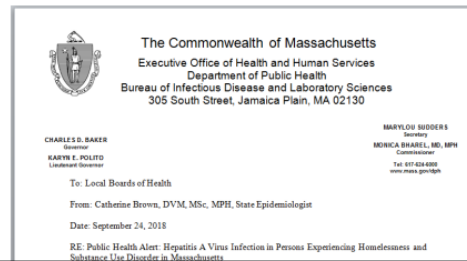 The Commonwealth of Massachusetts
Executive Office of Health and Human Services
Department of Public Health
Bureau of Infectious Disease and Laboratory Sciences
305 South Street, Jamaica Plain, MA 02130
CHARLES D. BAKER
Governor
KARYN E. POLITO
Lieutenant Governor
MARYLOU SUDDERS
Secretary
MONICA BHAREL, MD, MPH
Commissioner
Tel: 617-624-6000
www.mass.gov/dph
To: Local Boards of Health
From: Catherine Brown, DVM, MSc, MPH, State Epidemiologist
Date: September 24, 2018
RE: Public Health Alert: Hepatitis A Virus Infection in Persons Experiencing Homelessness and
Substance Use Disorder in Massachusetts